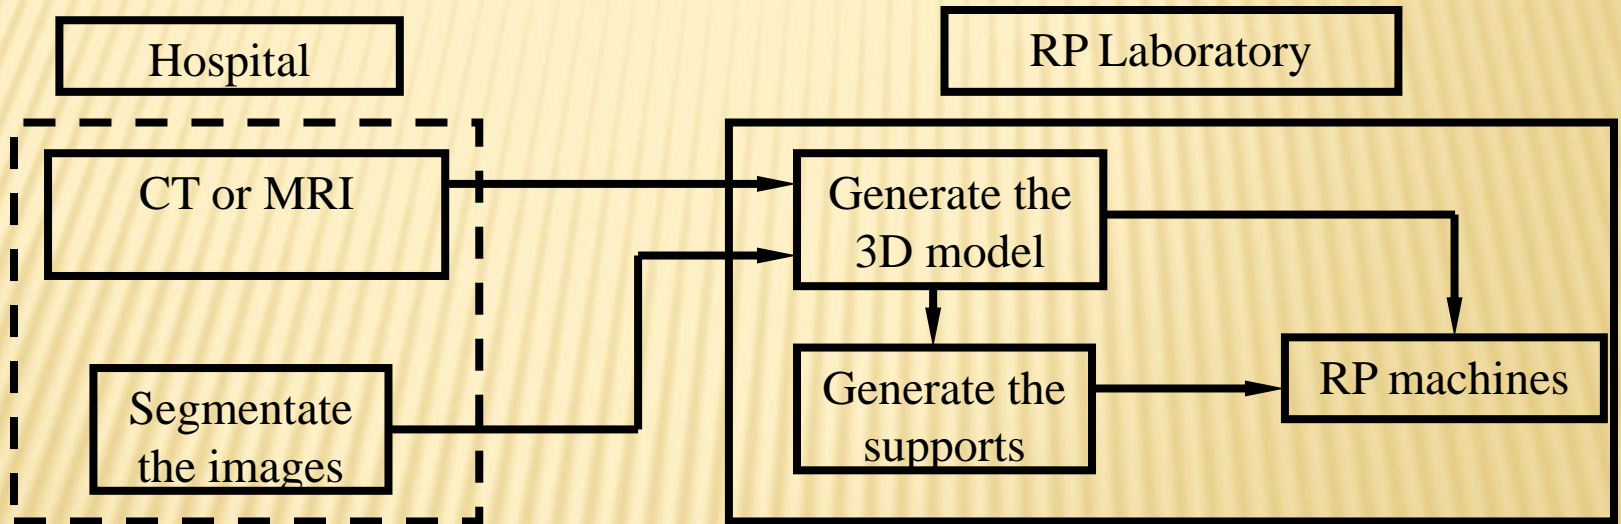 Hospital
RP Laboratory
CT or MRI
Generate the
3D model
Segmentate
the images
Generate the
supports
RP machines